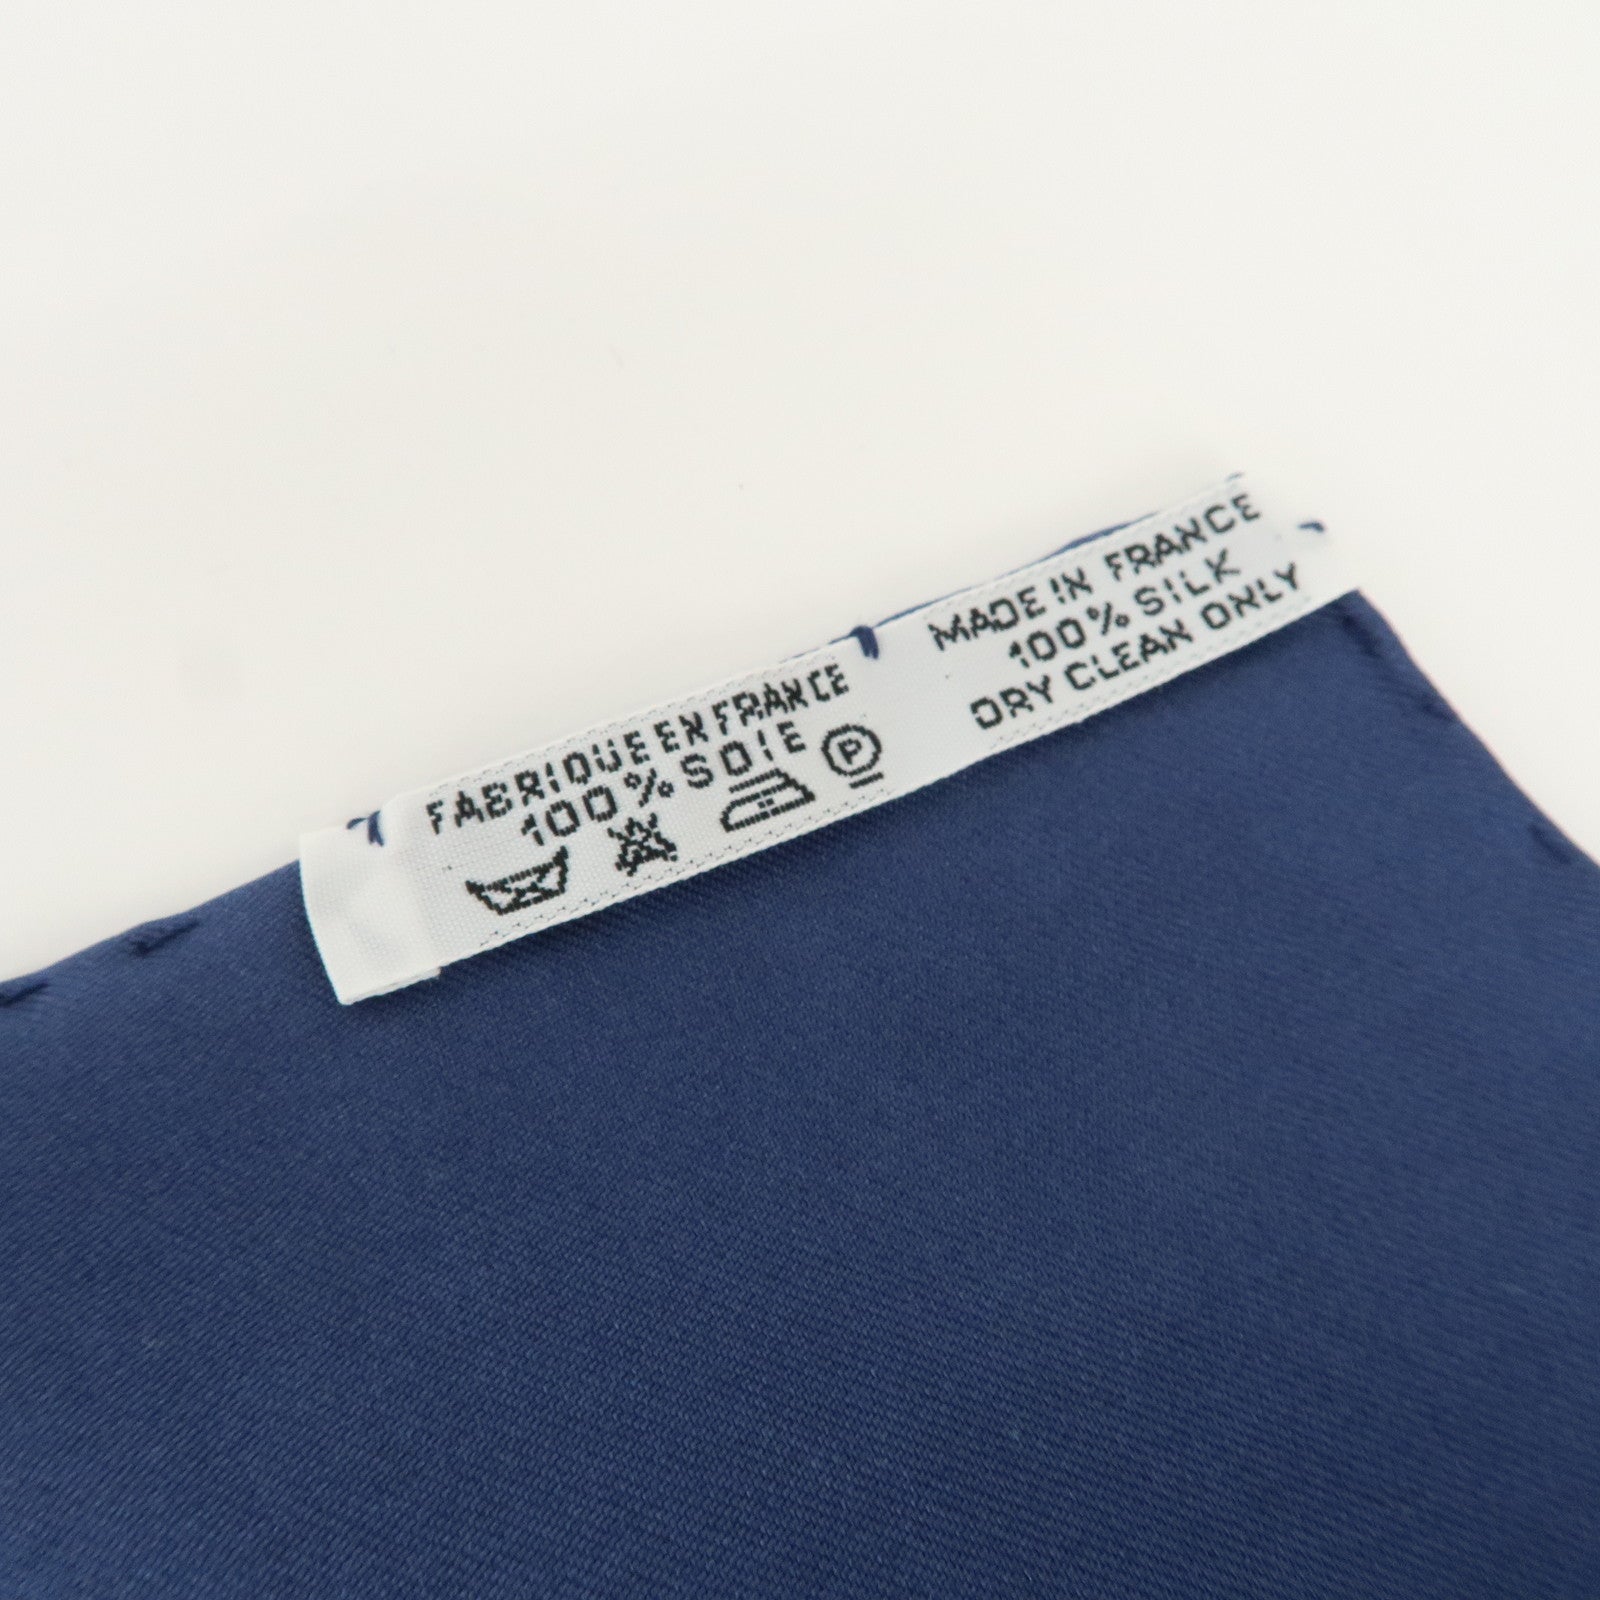 FABRIQUE EN FRANCE
100% SOIE
P
MADE IN FRANCE
100% SILK
DRY CLEAN ONLY